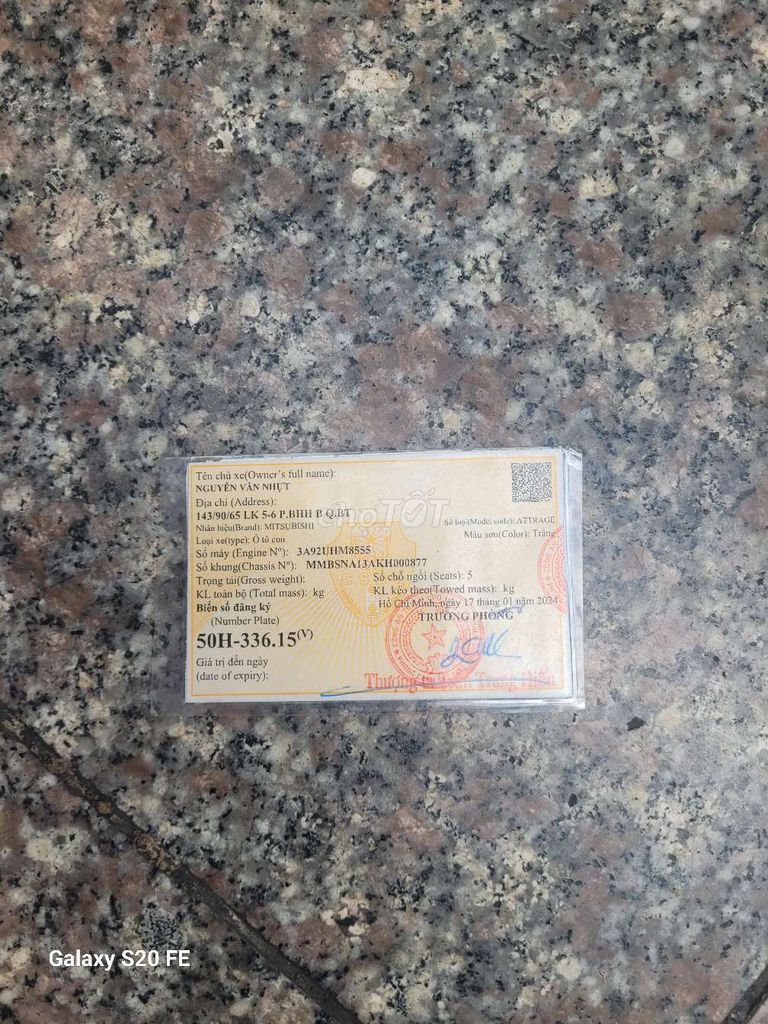 Tên chủ xe(Owner's full name):
NGUYỄN VĂN NHỰT
Địa chỉ (Address):
143/90/65 LK 5-6 P.BHH B Q.BT
Nhãn hiệu(Brand): MITSUBISHI Số loại(Model code): ATTRAGE
Loại xe(type): Ô tô con Màu sơn(Color): Trắng
Số máy (Engine N°): 3A92UHM8555
Số khung(Chassis N°): MMBSNA13AKH000877
Trọng tải(Gross weight): Số chỗ ngồi (Seats): 5
KL toàn bộ (Total mass): kg KL kéo theo(Towed mass): kg
Hồ Chí Minh, ngày 17 tháng 01 năm 2024
Biển số đăng ký TRƯỞNG PHÒNG
(Number Plate)
50H-336.15(V)
Giá trị đến ngày
(date of expiry):
Thượng tá
choTỐT
Galaxy S20 FE